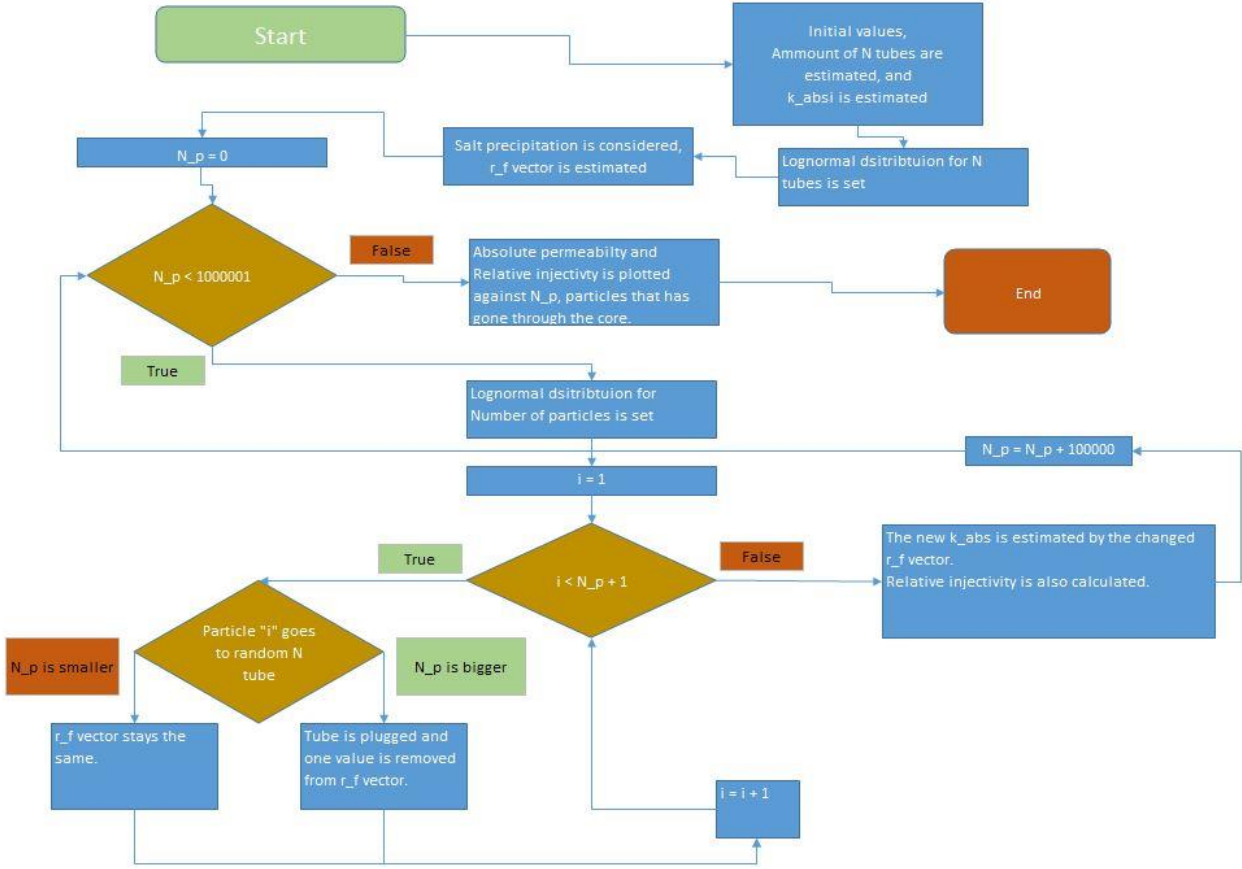 Start
Initial values,
Ammount of N tubes are
estimated, and
k_absi is estimated
Lognormal dsitribtuion for N
tubes is set
Salt precipitation is considered,
r_f vector is estimated
N_p = 0
N_p < 1000001
False
Absolute permeabilty and
Relative injectivty is plotted
against N_p, particles that has
gone through the core.
End
True
Lognormal dsitribtuion for
Number of particles is set
N_p = N_p + 100000
i = 1
i < N_p + 1
True
False
The new k_abs is estimated by the changed
r_f vector.
Relative injectivity is also calculated.
Particle "i" goes
to random N
tube
N_p is smaller
N_p is bigger
r_f vector stays the
same.
Tube is plugged and
one value is removed
from r_f vector.
i = i + 1